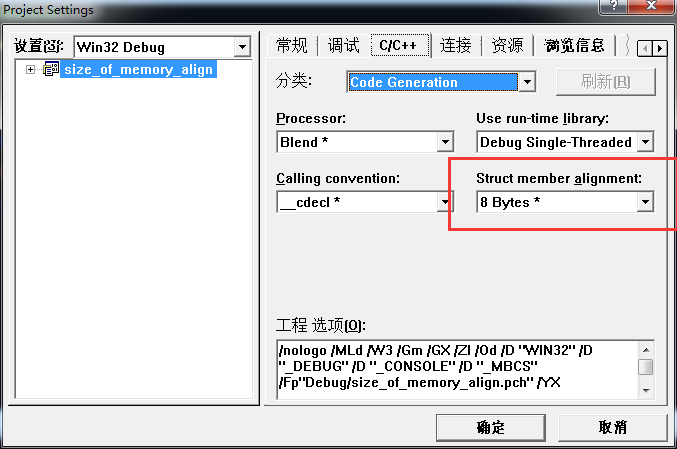 Project Settings
设置(S):
Win32 Debug
size_of_memory_align
常规
调试
C/C++
连接
资源
浏览信息
分类:
Code Generation
刷新(R)
Processor:
Use run-time library:
Blend *
Debug Single-Threaded
Calling convention:
Struct member alignment:
__cdecl *
8 Bytes *
工程 选项(O):
/nologo /MLd /W3 /Gm /GX /ZI /Od /D "WIN32" /D
"_DEBUG" /D "_CONSOLE" /D "_MBCS"
/Fp"Debug/size_of_memory_align.pch" /YX
确定
取消